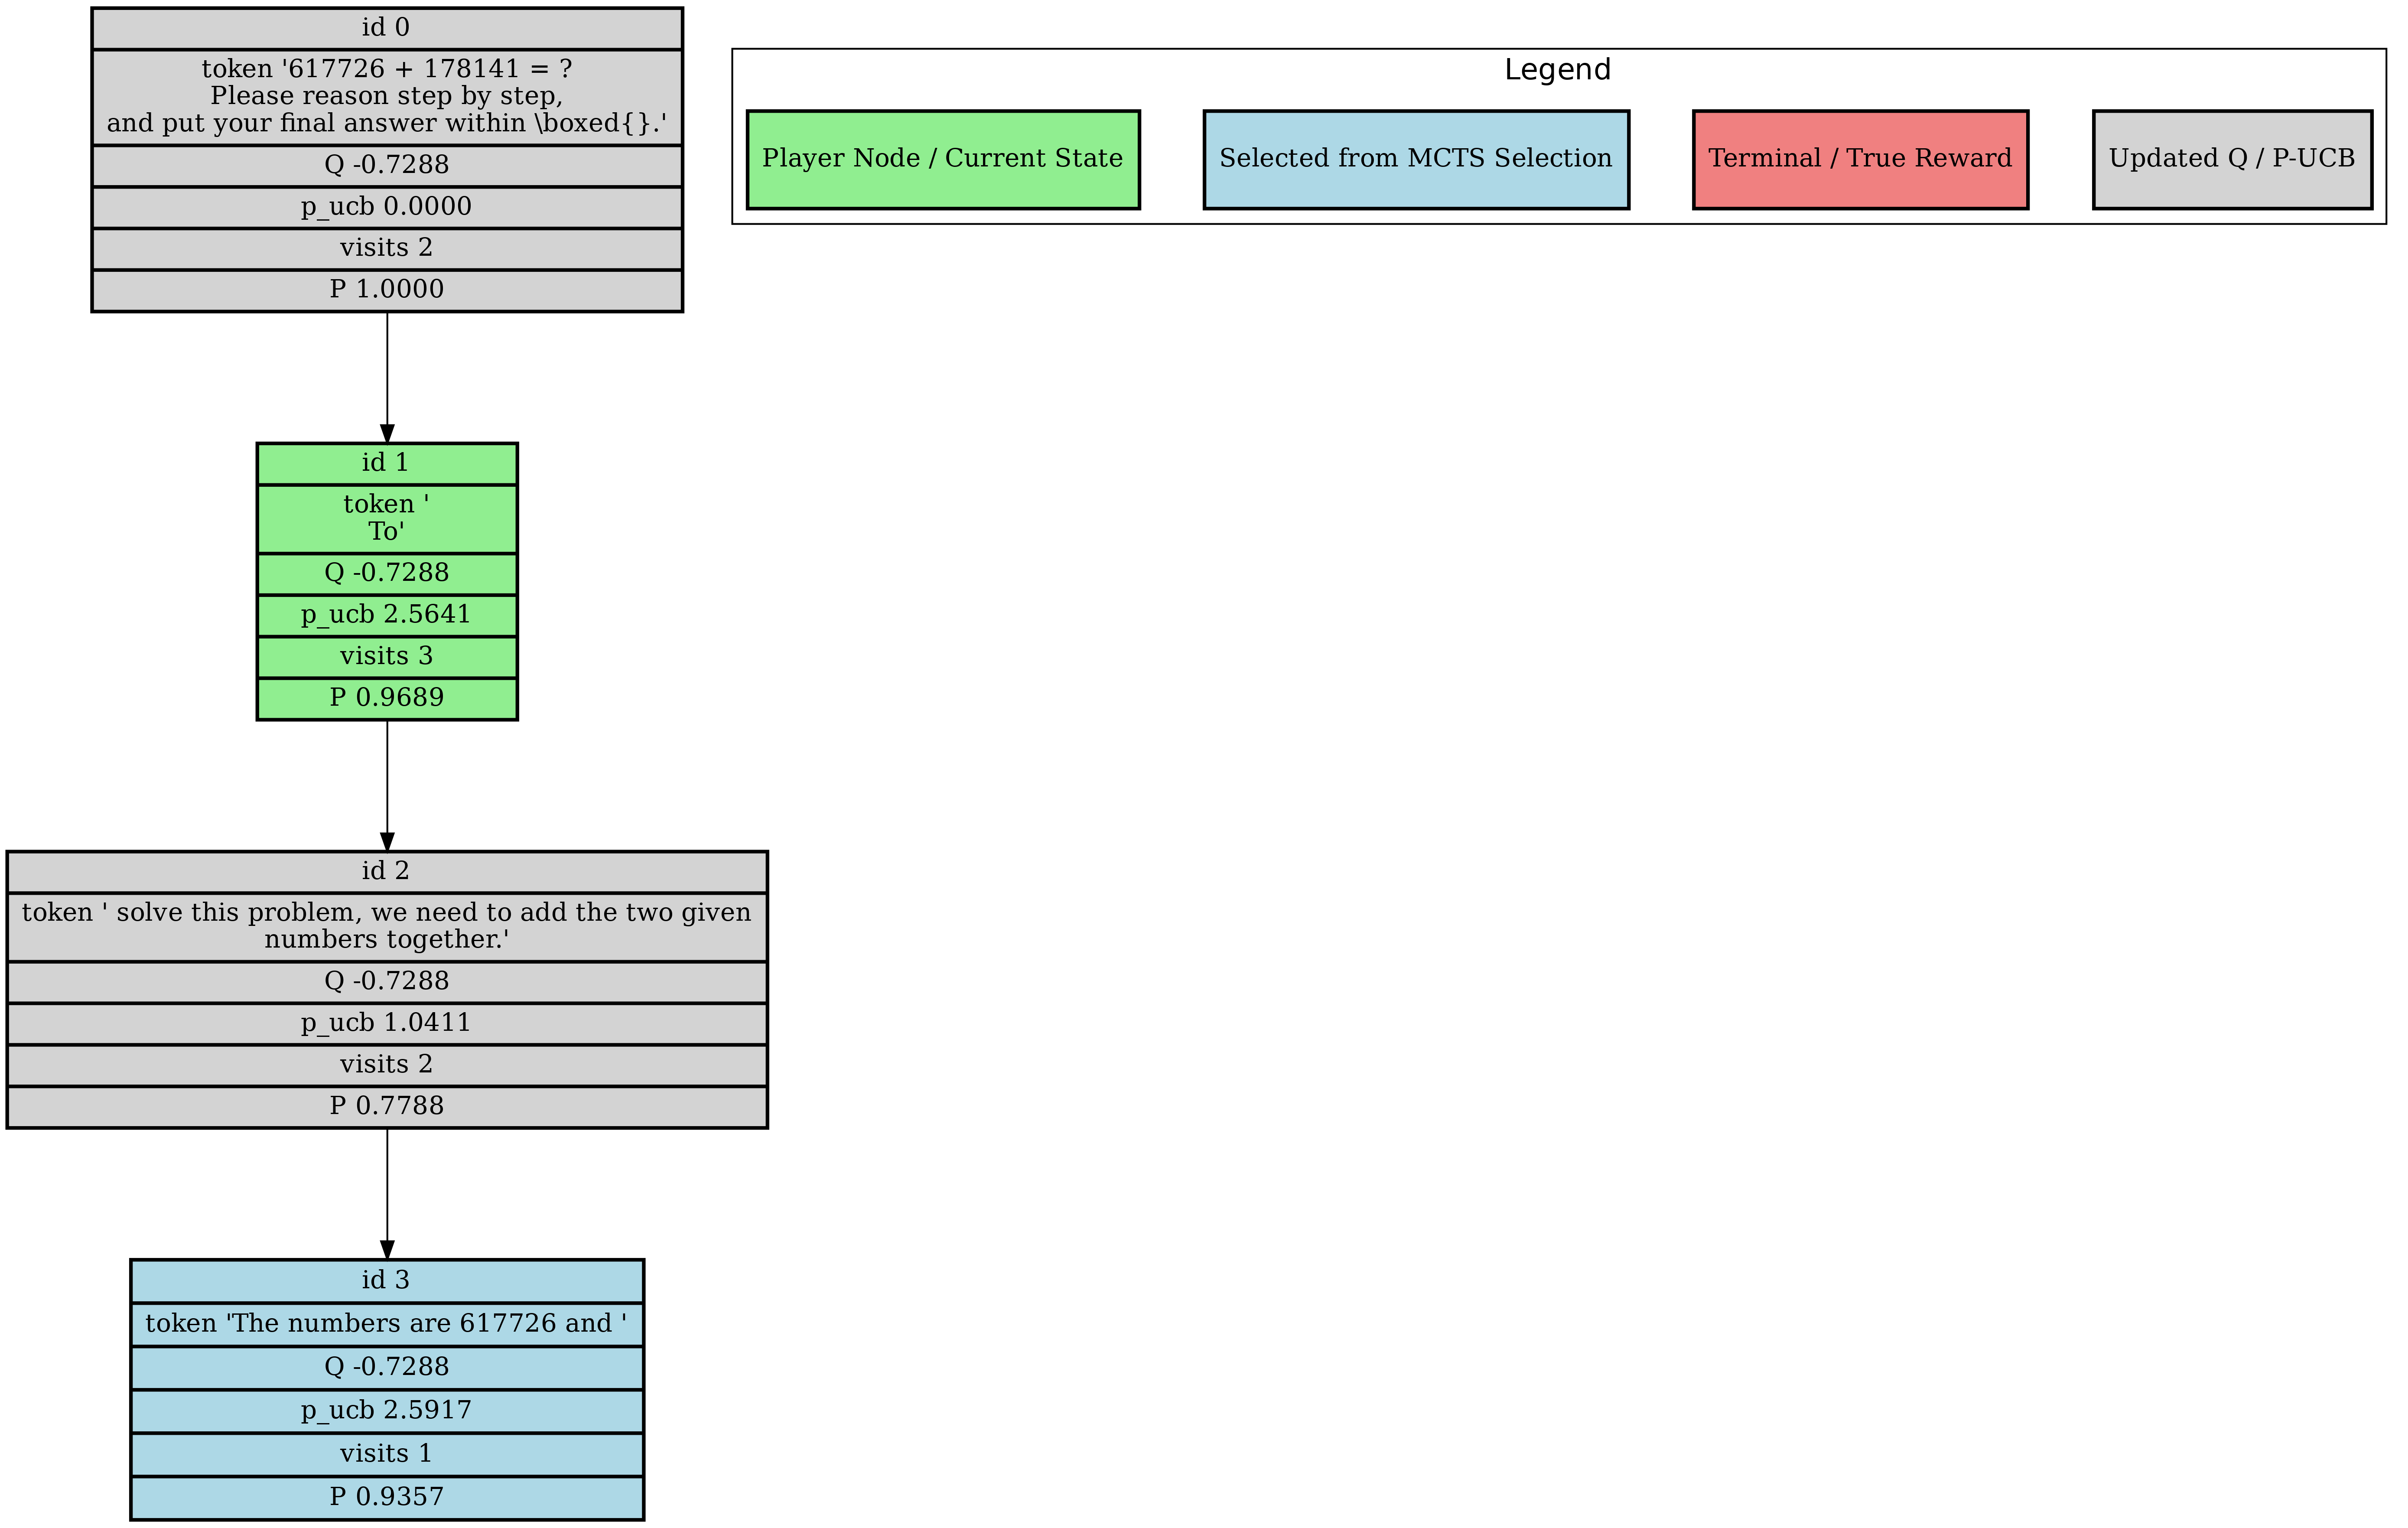 id 0
token '617726 + 178141 = ?
Please reason step by step,
and put your final answer within \boxed{}.'
Q -0.7288
p_ucb 0.0000
visits 2
P 1.0000
Legend
Player Node / Current State
Selected from MCTS Selection
Terminal / True Reward
Updated Q / P-UCB
id 1
token '
To'
Q -0.7288
p_ucb 2.5641
visits 3
P 0.9689
id 2
token ' solve this problem, we need to add the two given
numbers together.'
Q -0.7288
p_ucb 1.0411
visits 2
P 0.7788
id 3
token 'The numbers are 617726 and '
Q -0.7288
p_ucb 2.5917
visits 1
P 0.9357